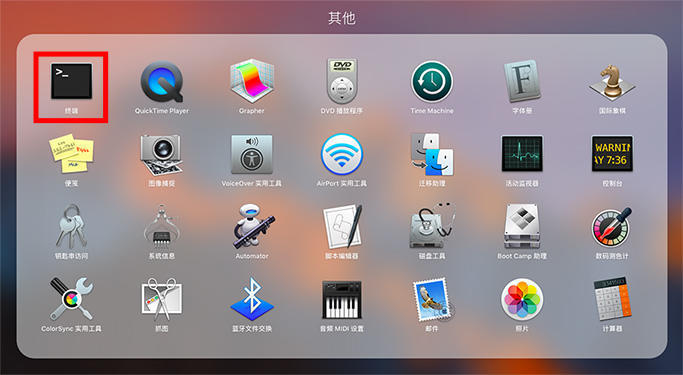 其他
>_
终端
QuickTime Player
Grapher
DVD 播放程序
Time Machine
字体册
国际象棋
便笺
图像捕捉
VoiceOver 实用工具
AirPort 实用工具
迁移助理
活动监视器
WARNIN
AY 7:36
控制台
钥匙串访问
系统信息
Automator
脚本编辑器
磁盘工具
Boot Camp 助理
数码测色计
ColorSync 实用工具
抓图
蓝牙文件交换
音频 MIDI 设置
邮件
照片
计算器